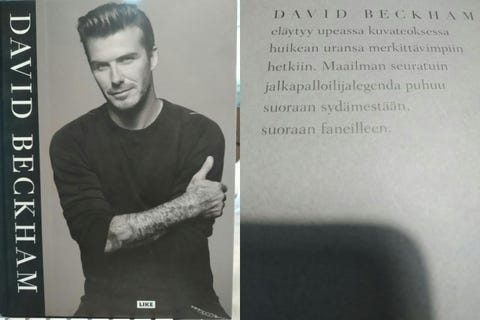 DAVID BECKHAM
LIKE
DAVID BECKHAM
eläytyy upeassa kuvateoksessa
huikean uransa merkittävimpiin
hetkiin. Maailman seuratuin
jalkapalloilijalegenda puhuu
suoraan sydämestään,
suoraan faneilleen.